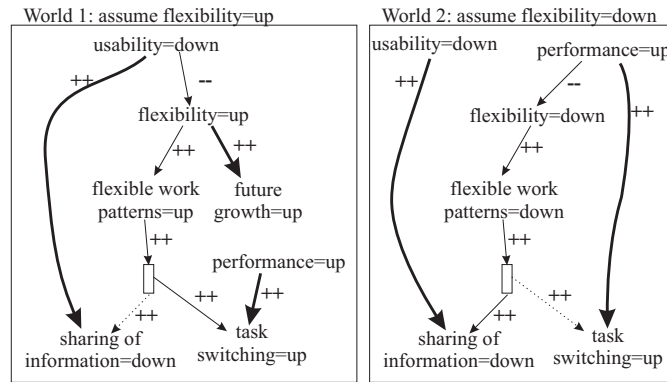 World 1: assume flexibility=up
usability=down
++
--
flexibility=up
++
++
flexible work
patterns=up
future
growth=up
++
performance=up
++
++
++
sharing of
information=down
task
switching=up
World 2: assume flexibility=down
usability=down
performance=up
++
--
++
flexibility=down
++
flexible work
patterns=down
++
++
++
sharing of
information=down
task
switching=up